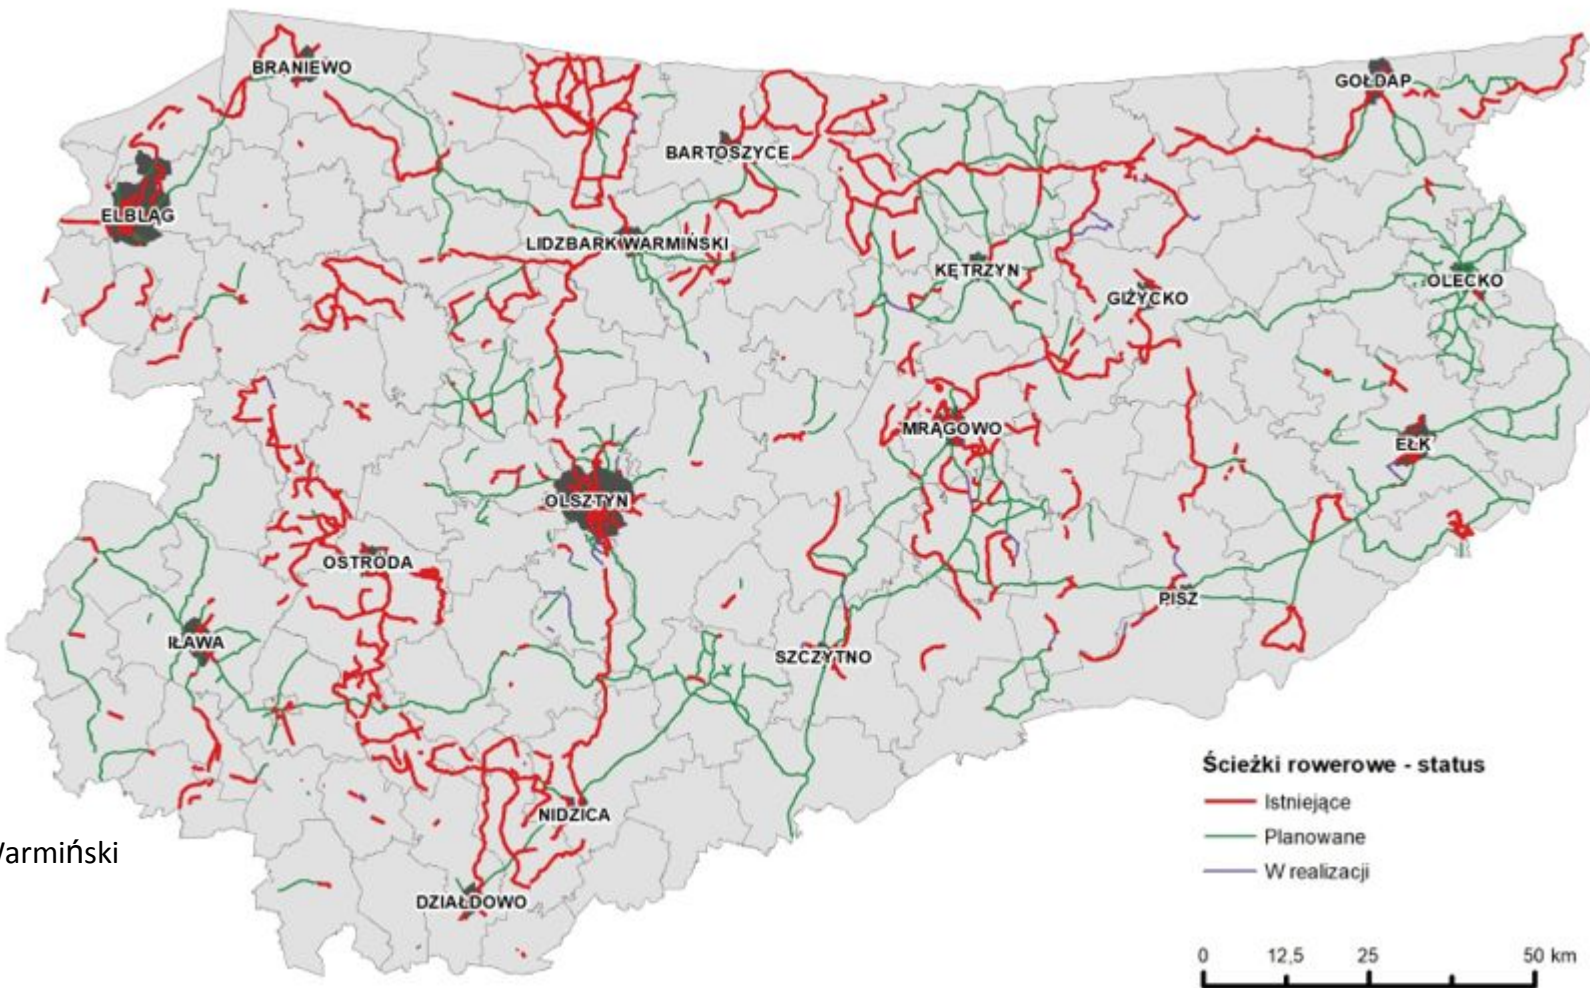 BRANIEWO
GOŁDAP
BARTOSZYCE
ELBLĄG
LIDZBARK WARMIŃSKI
KĘTRZYN
OLECKO
GIŻYCKO
MRĄGOWO
EŁK
OLSZTYN
OSTRÓDA
PISZ
IŁAWA
SZCZYTNO
Ścieżki rowerowe - status
Istniejące
NIDZICA
Planowane
Warmiński
W realizacji
DZIAŁDOWO
0 12,5 25 50 km